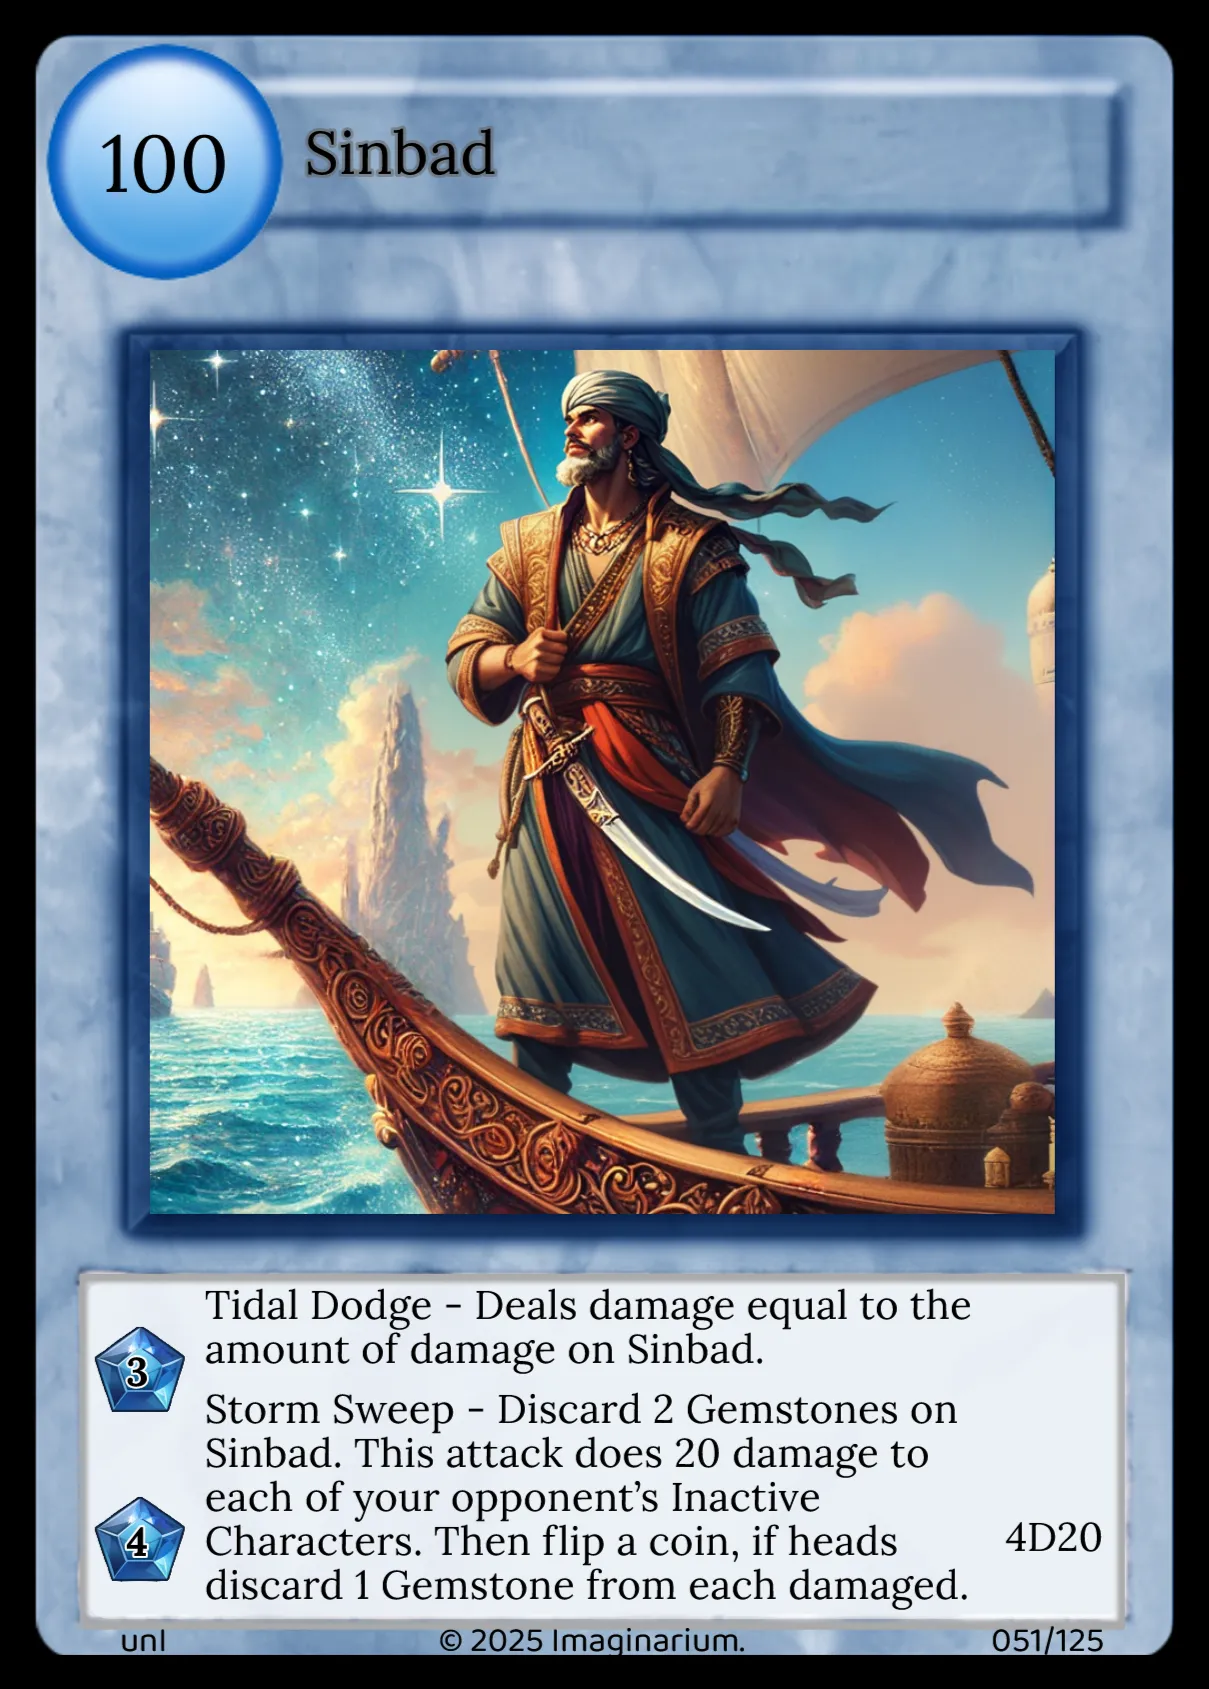 100
Sinbad
Tidal Dodge - Deals damage equal to the
amount of damage on Sinbad.
3
Storm Sweep - Discard 2 Gemstones on
Sinbad. This attack does 20 damage to
each of your opponent’s Inactive
Characters. Then flip a coin, if heads
discard 1 Gemstone from each damaged.
4
4D20
unl
© 2025 Imaginarium.
051/125